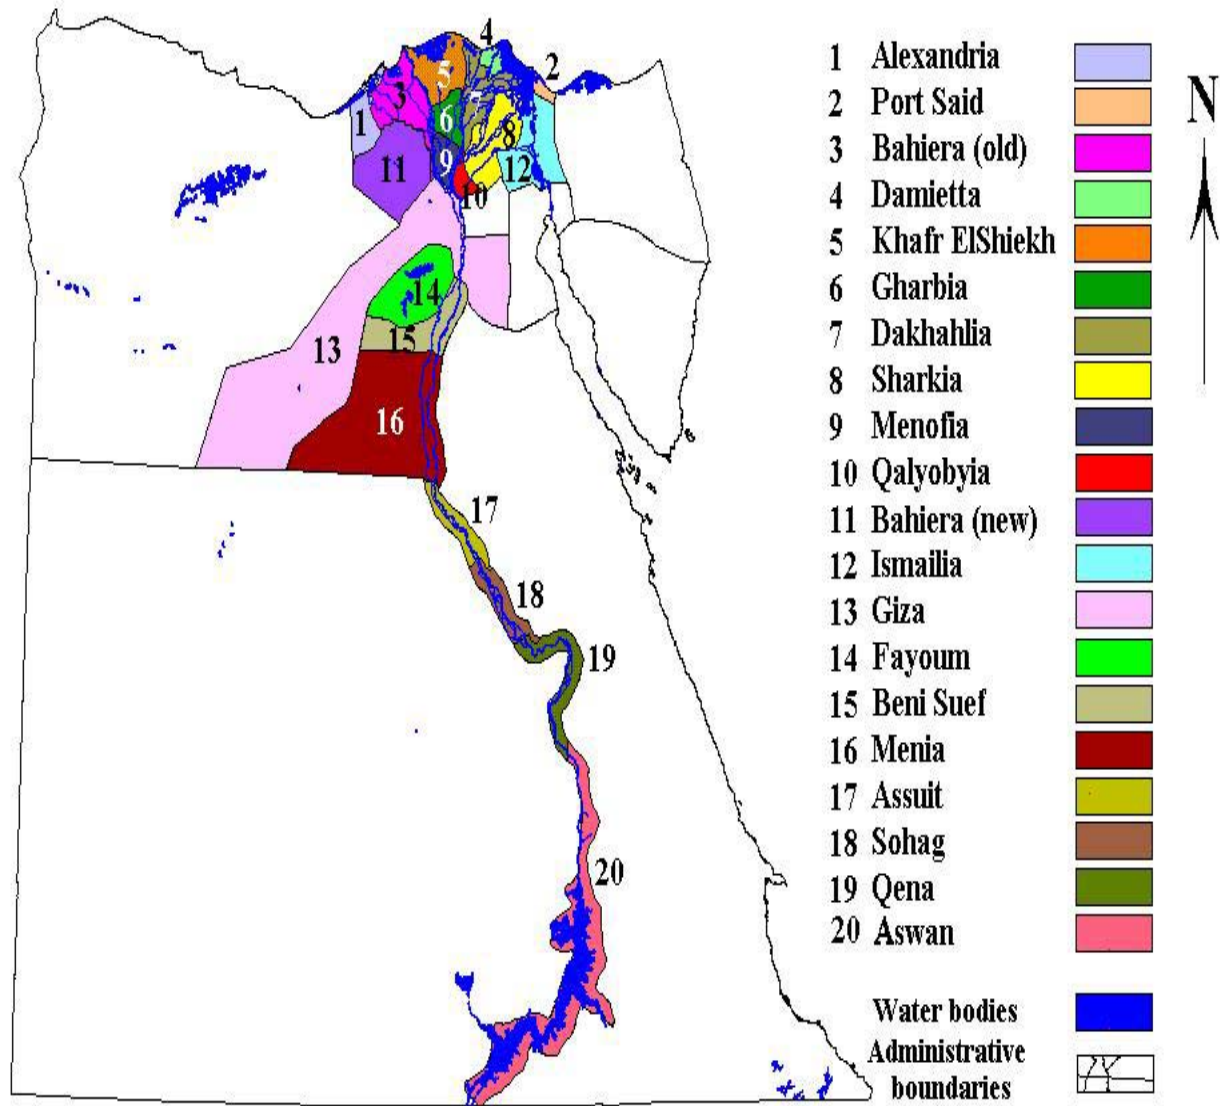 4
2
5
3
7
1
6
8
9
12
11
10
14
15
13
16
17
18
19
20
1 Alexandria
2 Port Said
3 Bahiera (old)
4 Damietta
5 Khafr ElShiekh
6 Gharbia
7 Dakhahlia
8 Sharkia
9 Menofia
10 Qalyobyia
11 Bahiera (new)
12 Ismailia
13 Giza
14 Fayoum
15 Beni Suef
16 Menia
17 Assuit
18 Sohag
19 Qena
20 Aswan
Water bodies
Administrative
boundaries
N